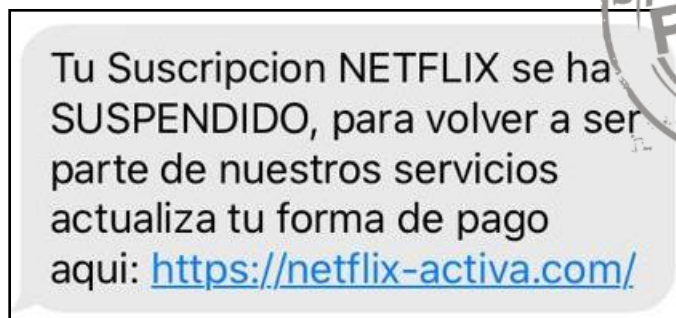 Tu Suscripcion NETFLIX se ha
SUSPENDIDO, para volver a ser
parte de nuestros servicios
actualiza tu forma de pago
aqui: https://netflix-activa.com/